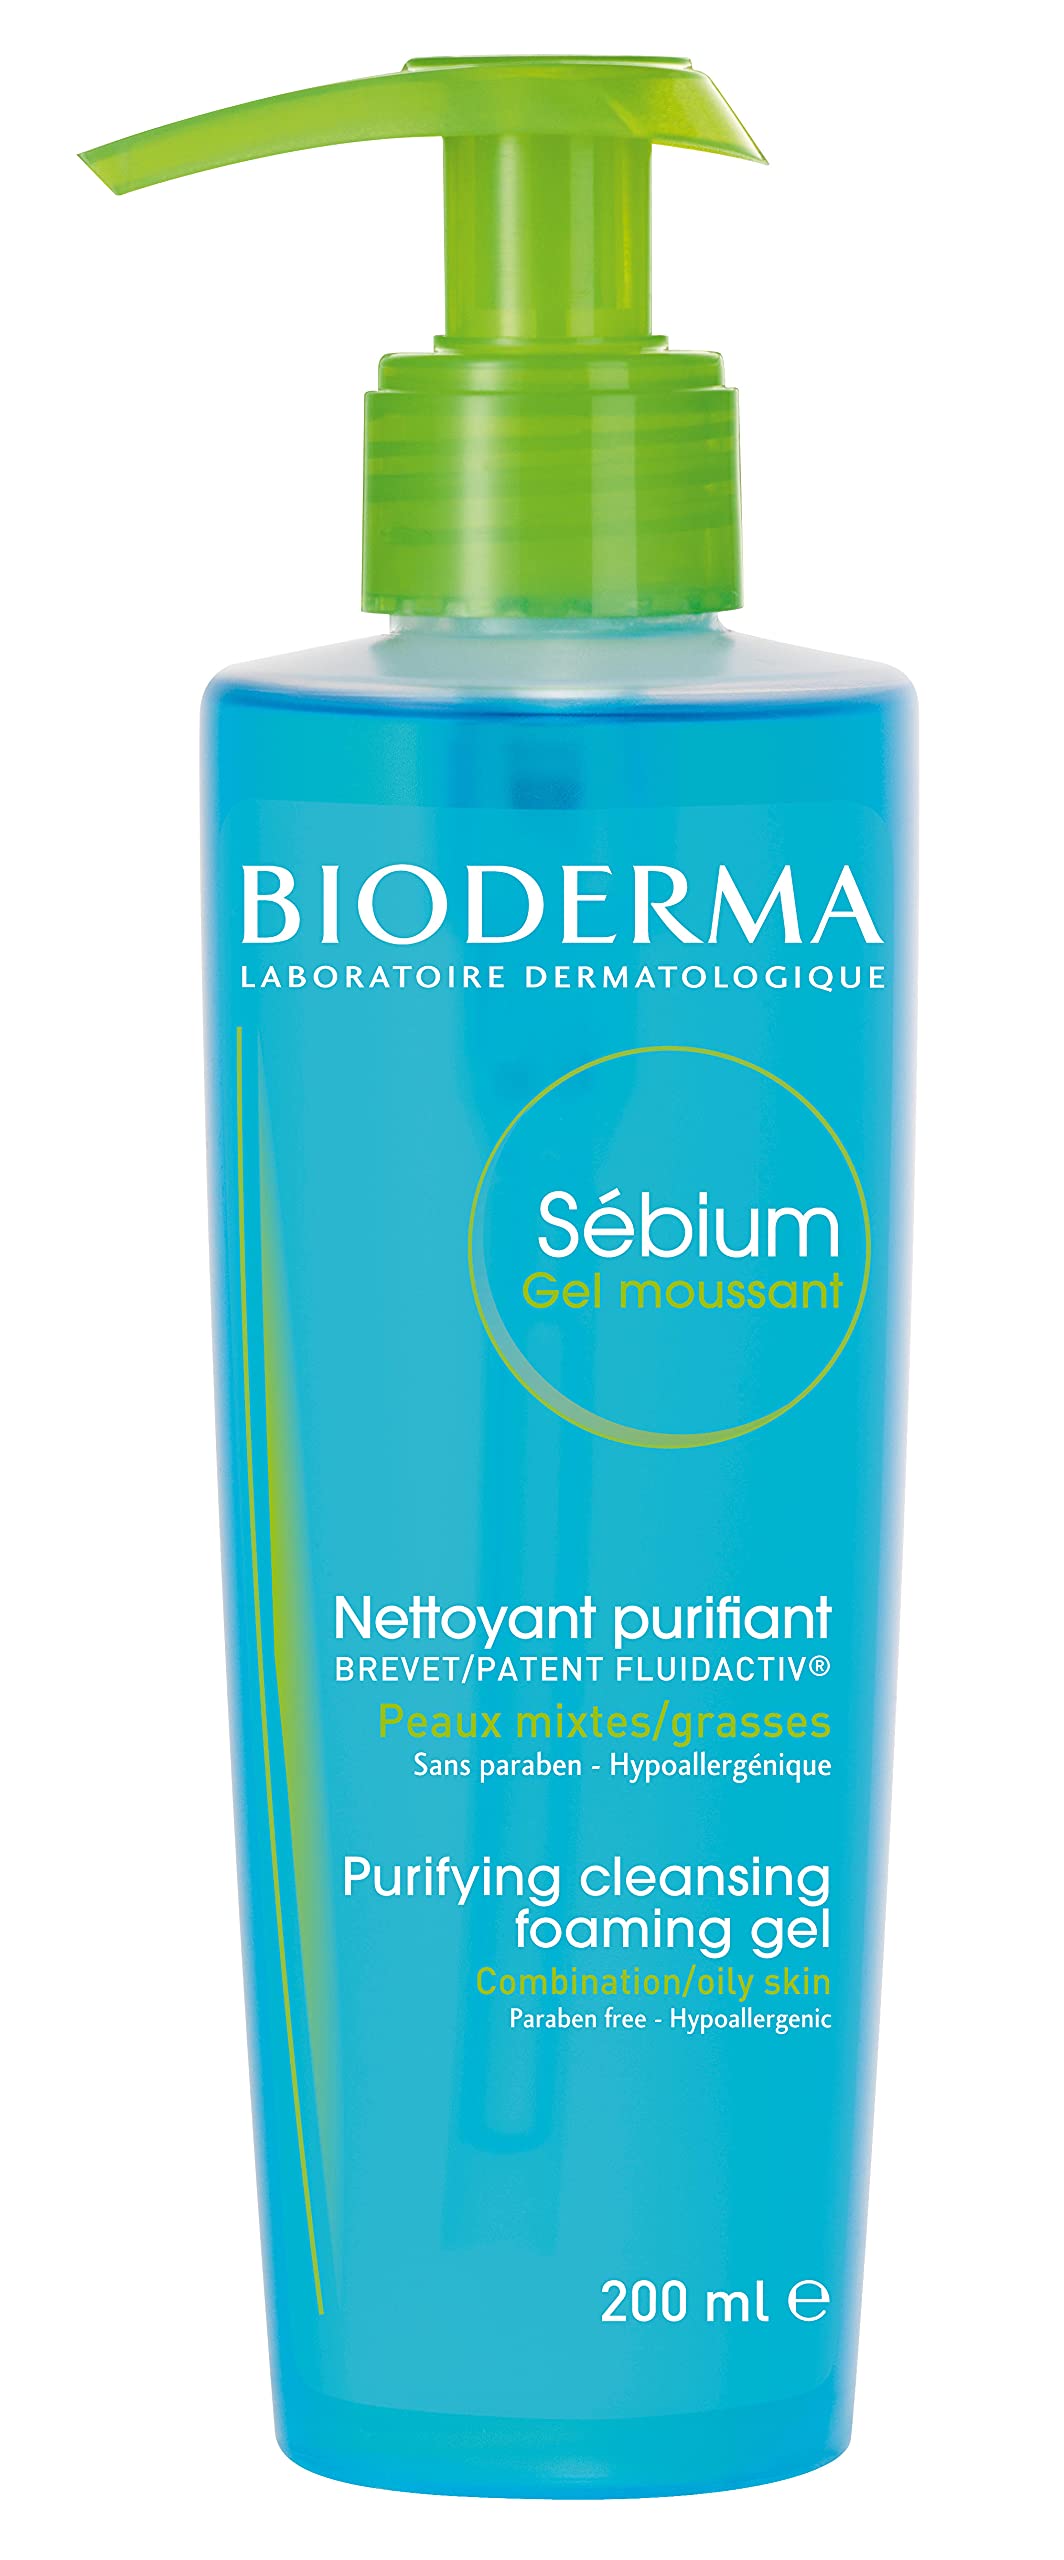 BIODERMA
LABORATOIRE DERMATOLOGIQUE
Sébium
Gel moussant
Nettoyant purifiant
BREVET/PATENT FLUIDACTIV®
Peaux mixtes/grasses
Sans paraben - Hypoallergénique
Purifying cleansing
foaming gel
Combination/oily skin
Paraben free - Hypoallergenic
200 ml ℮